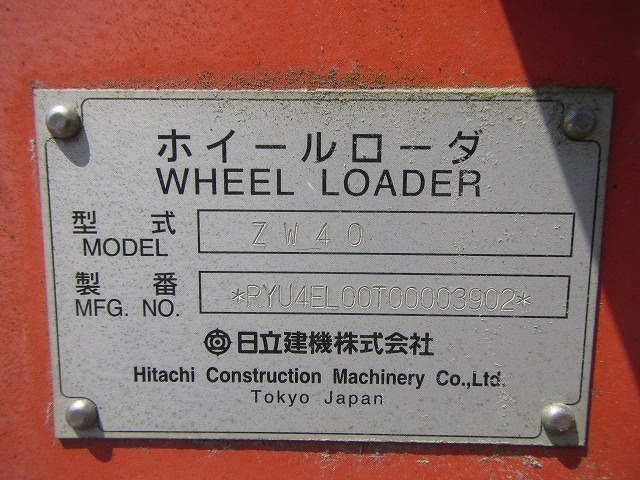 ホイールローダ
WHEEL LOADER
型式 ZW40
MODEL
製番 *RYU4EL00T00003902*
MFG. NO.
日立建機株式会社
Hitachi Construction Machinery Co.,Ltd.
Tokyo Japan